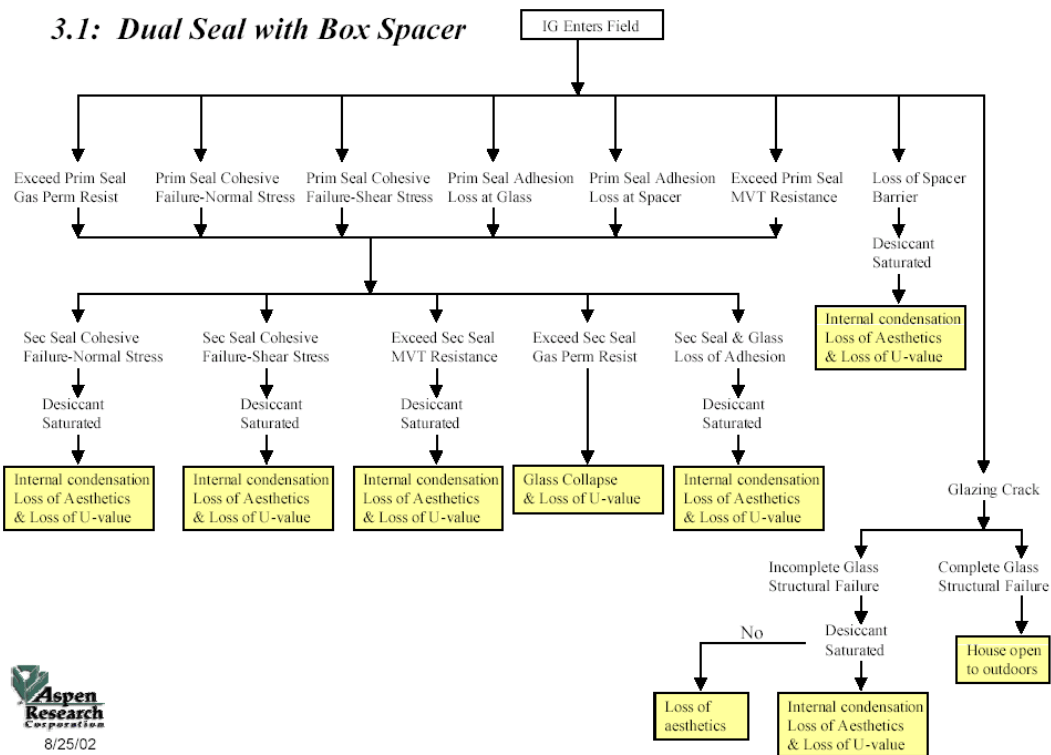 3.1: Dual Seal with Box Spacer
IG Enters Field
Exceed Prim Seal
Gas Perm Resist
Prim Seal Cohesive
Failure-Normal Stress
Prim Seal Cohesive
Failure-Shear Stress
Prim Seal Adhesion
Loss at Glass
Prim Seal Adhesion
Loss at Spacer
Exceed Prim Seal
MVT Resistance
Loss of Spacer
Barrier
Desiccant
Saturated
Internal condensation
Loss of Aesthetics
& Loss of U-value
Sec Seal Cohesive
Failure-Normal Stress
Sec Seal Cohesive
Failure-Shear Stress
Exceed Sec Seal
MVT Resistance
Exceed Sec Seal
Gas Perm Resist
Sec Seal & Glass
Loss of Adhesion
Desiccant
Saturated
Desiccant
Saturated
Desiccant
Saturated
Desiccant
Saturated
Internal condensation
Loss of Aesthetics
& Loss of U-value
Internal condensation
Loss of Aesthetics
& Loss of U-value
Internal condensation
Loss of Aesthetics
& Loss of U-value
Glass Collapse
& Loss of U-value
Internal condensation
Loss of Aesthetics
& Loss of U-value
Glazing Crack
Incomplete Glass
Structural Failure
Complete Glass
Structural Failure
No
Desiccant
Saturated
House open
to outdoors
Loss of
aesthetics
Internal condensation
Loss of Aesthetics
& Loss of U-value
Aspen
Research
Corporation
8/25/02